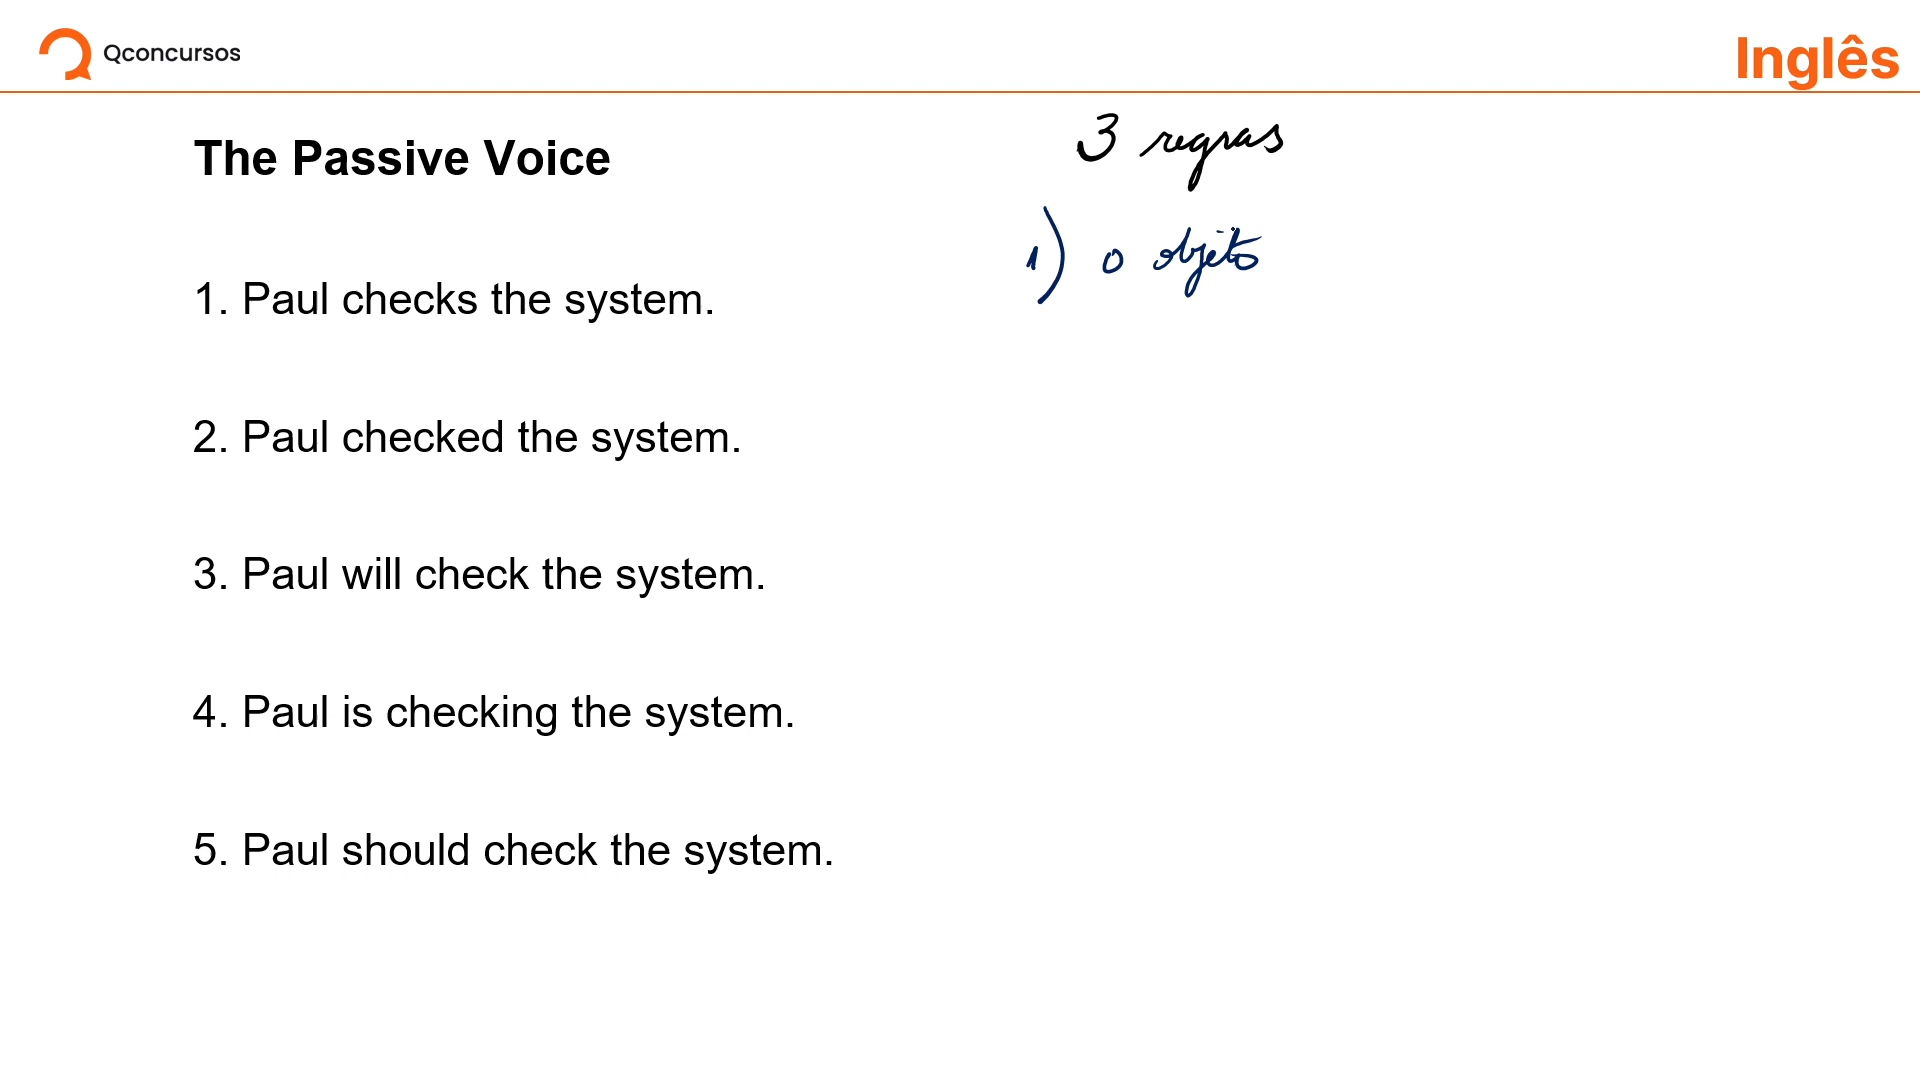 Qconcursos
Inglês
The Passive Voice
3 regras
1) o objeto
1. Paul checks the system.
2. Paul checked the system.
3. Paul will check the system.
4. Paul is checking the system.
5. Paul should check the system.